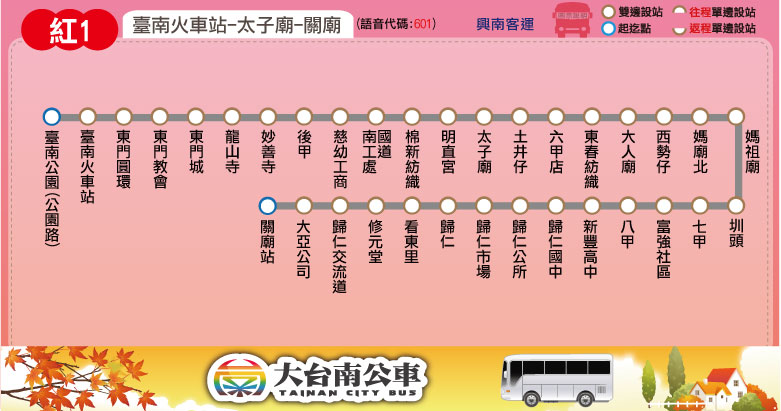 紅1
臺南火車站-太子廟-關廟
(語音代碼:601)
興南客運
雙邊設站
往程單邊設站
起迄點
返程單邊設站
臺南公園(公園路)
臺南火車站
東門圓環
東門教會
東門城
龍山寺
妙善寺
後甲
慈幼工商
國道
南工處
棉新紡織
明直宮
太子廟
土井仔
六甲店
東春紡織
大人廟
西勢仔
媽廟北
媽祖廟
圳頭
七甲
富強社區
八甲
新豐高中
歸仁國中
歸仁公所
歸仁市場
歸仁
看東里
修元堂
歸仁交流道
大亞公司
關廟站
大台南公車
TAINAN CITY BUS